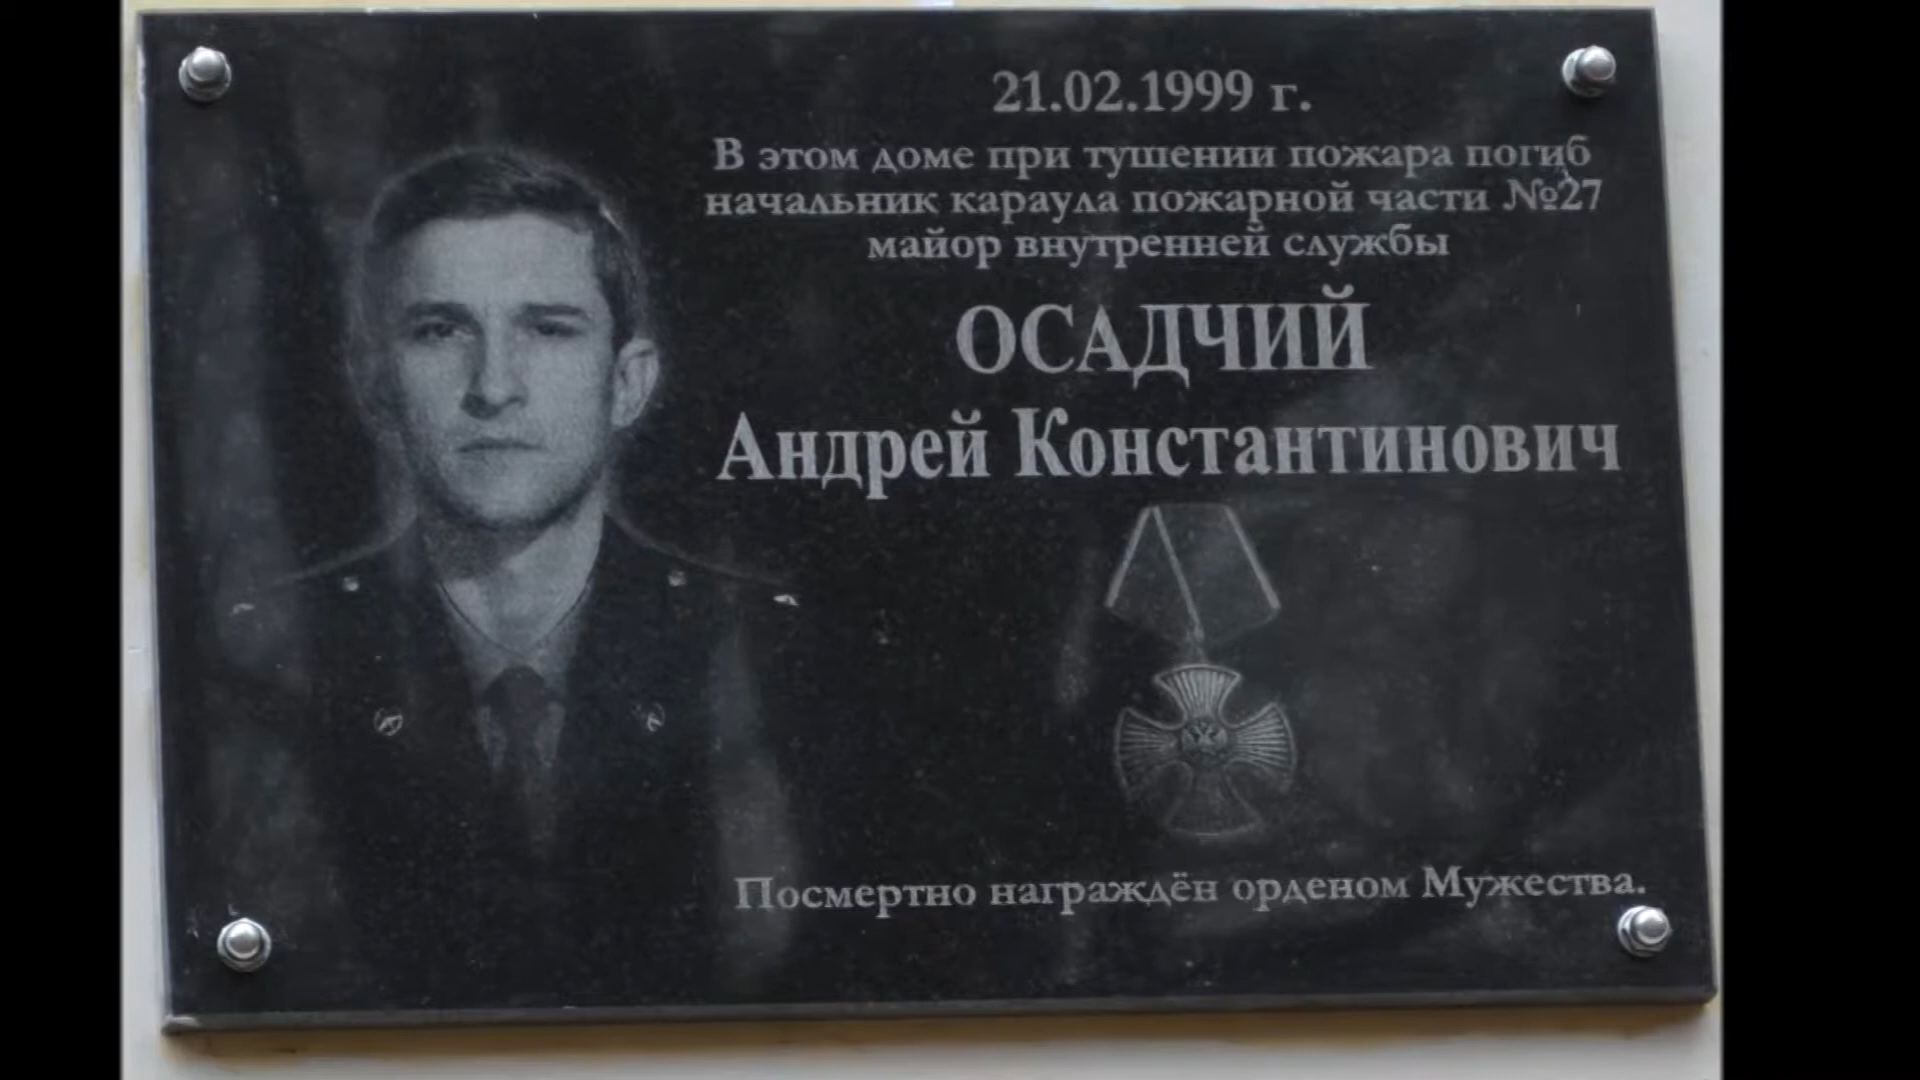 21.02.1999 г.
В этом доме при тушении пожара погиб
начальник караула пожарной части №27
майор внутренней службы
ОСАДЧИЙ
Андрей Константинович
Посмертно награждён орденом Мужества.